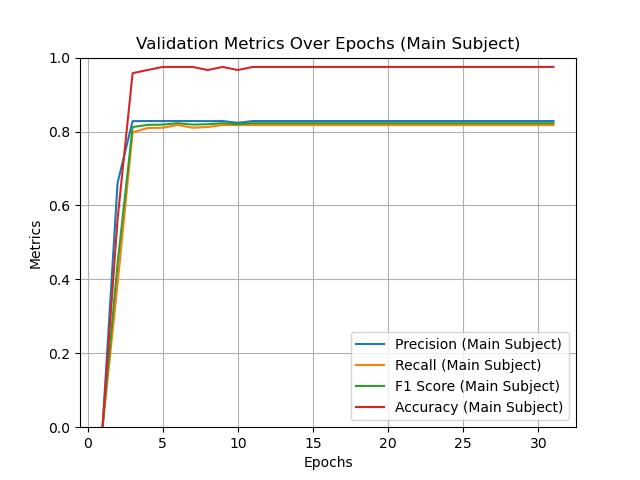 Validation Metrics Over Epochs (Main Subject)
1.0
0.8
0.6
0.4
0.2
0.0
Metrics
0 5 10 15 20 25 30
Epochs
Precision (Main Subject)
Recall (Main Subject)
F1 Score (Main Subject)
Accuracy (Main Subject)